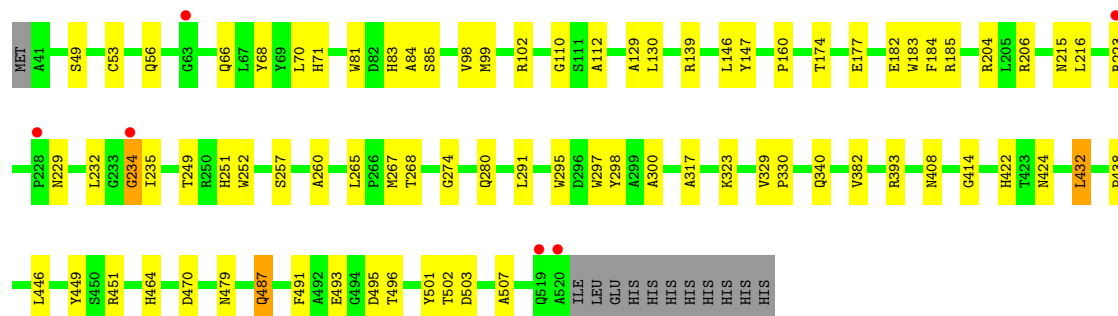 MET A41 S49 C53 Q56 G63 Q66 L67 Y68 Y69 L70 H71 W81 D82 H83 A84 S85 V98 M99 R102 G110 S111 A112 A129 L130 R139 L146 Y147 P160 T174 E177 E182 W183 F184 R185 R204 L205 R206 N215 L216
P228 N229 L232 G233 G234 I235 T249 R250 H251 W252 S257 A260 L265 P266 M267 T268 G274 Q280 L291 W295 D296 W297 Y298 A299 A300 A317 K323 V329 P330 Q340 V382 R393 N408 G414 H422 T423 N424 L432
L446 Y449 S450 R451 H464 D470 N479 Q487 F491 A492 E493 G494 D495 T496 Y501 T502 D503 A507 Q519 A520 ILE LEU GLU HIS HIS HIS HIS HIS HIS HIS HIS